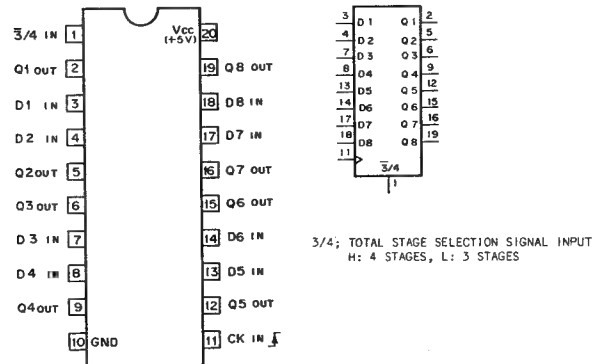 3̅/4 IN 1
Vcc
(+5V) 20
Q1 OUT 2
19 Q8 OUT
D1 IN 3
18 D8 IN
D2 IN 4
17 D7 IN
Q2OUT 5
16 Q7 OUT
Q3OUT 6
15 Q6 OUT
D3 IN 7
14 D6 IN
D4 IN 8
13 D5 IN
Q4OUT 9
12 Q5 OUT
10 GND
11 CK IN
3 D1 Q1 2
4 D2 Q2 5
7 D3 Q3 6
8 D4 Q4 9
13 D5 Q5 12
14 D6 Q6 15
17 D7 Q7 16
18 D8 Q8 19
11
3̅/4
1
3/4; TOTAL STAGE SELECTION SIGNAL INPUT
H: 4 STAGES, L: 3 STAGES